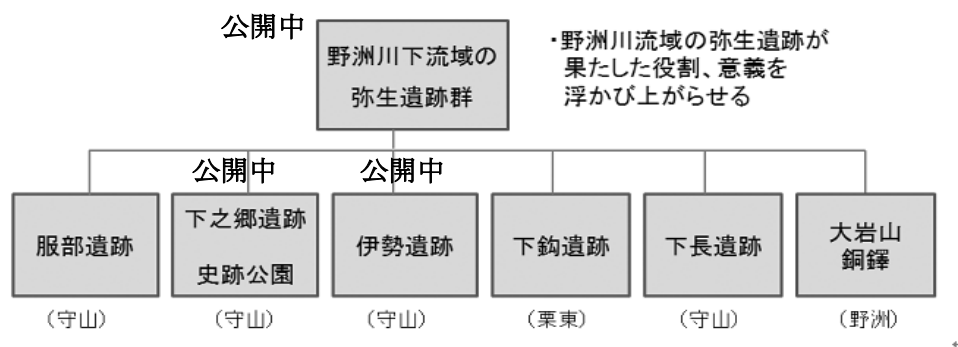 公開中
野洲川下流域の
弥生遺跡群
・野洲川流域の弥生遺跡が
果たした役割、意義を
浮かび上がらせる
公開中
公開中
服部遺跡
下之郷遺跡
史跡公園
伊勢遺跡
下鈎遺跡
下長遺跡
大岩山
銅鐸
（守山）
（守山）
（守山）
（栗東）
（守山）
（野洲）